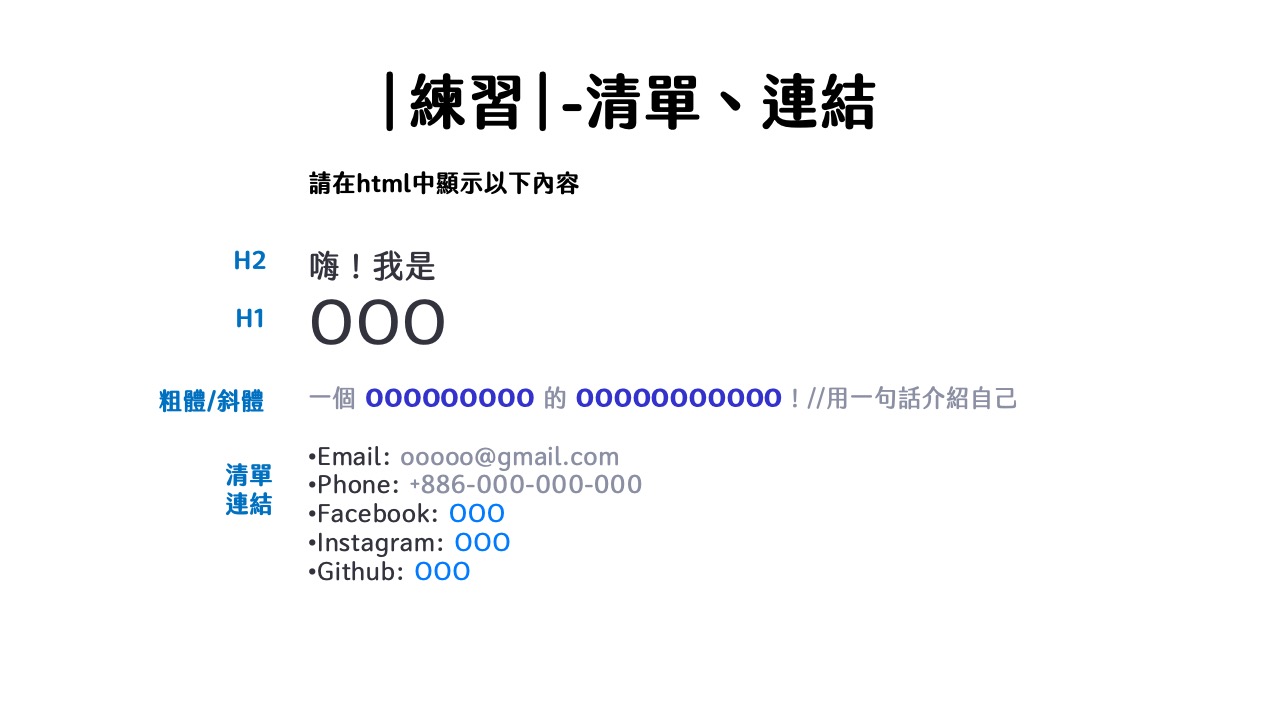 |練習|-清單、連結
請在html中顯示以下內容
H2
嗨！我是
H1
OOO
粗體/斜體
一個 OOOOOOOOO 的 OOOOOOOOOOO！//用一句話介紹自己
清單
連結
•Email: ooooo@gmail.com
•Phone: +886-000-000-000
•Facebook: OOO
•Instagram: OOO
•Github: OOO